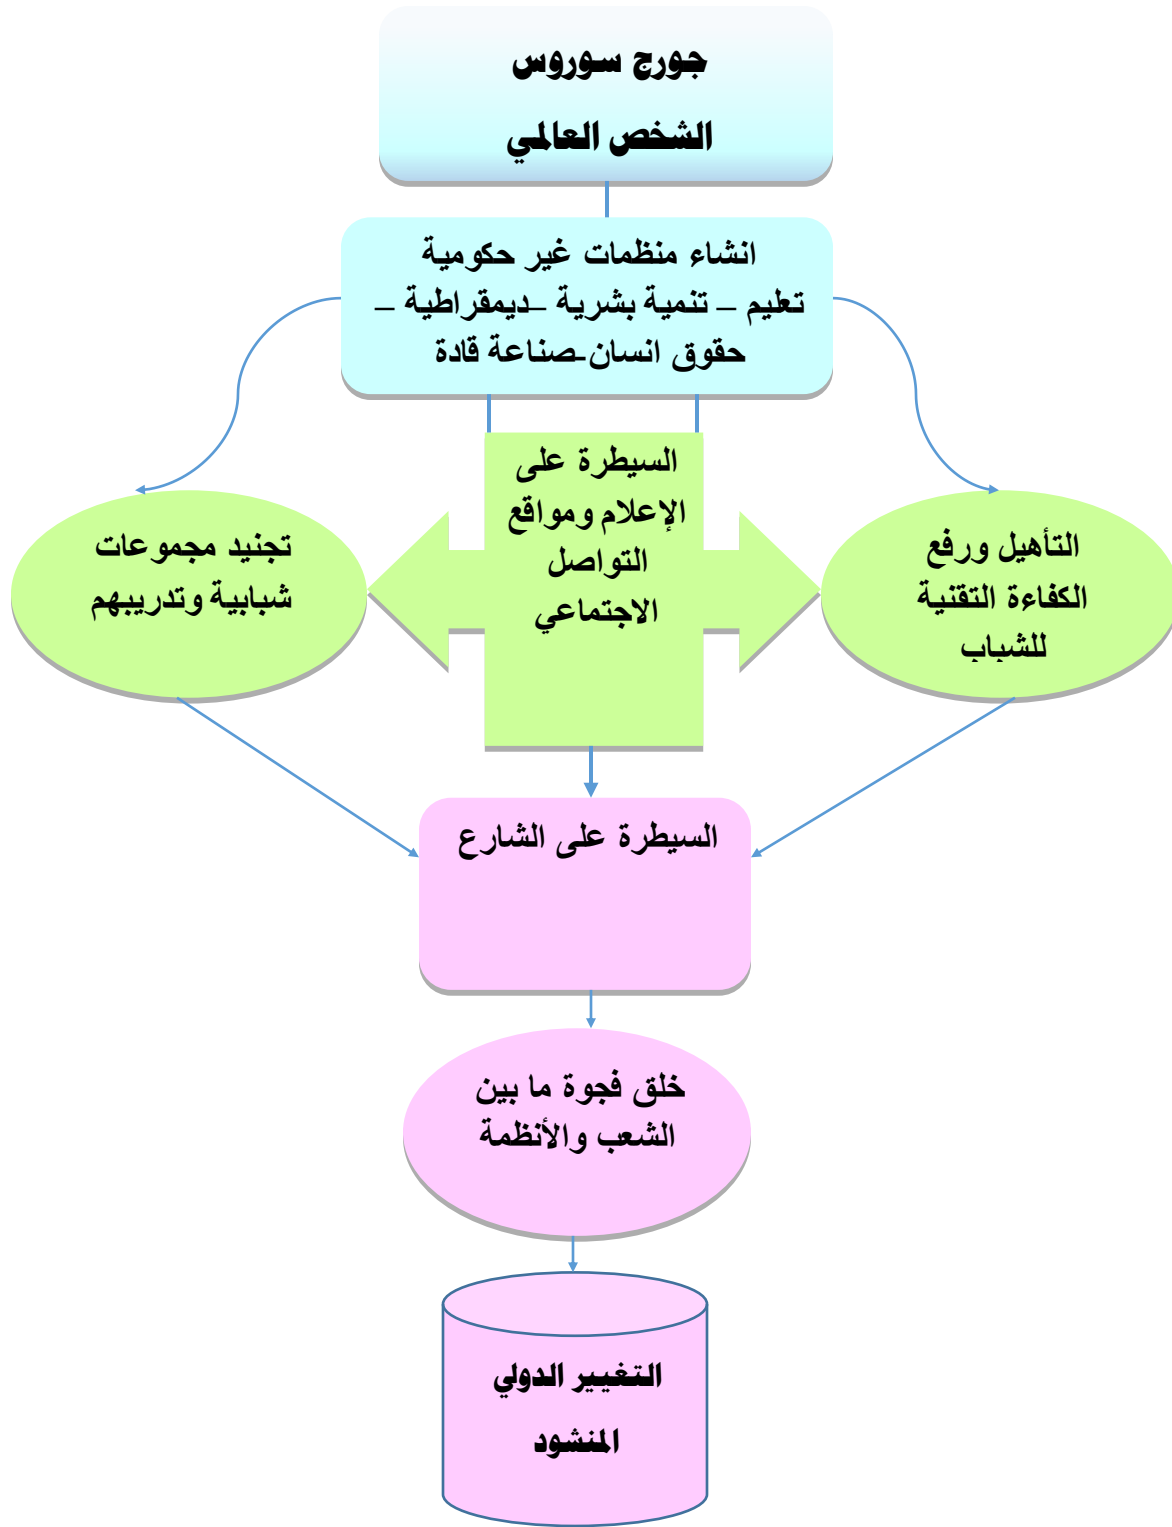 جورج سوروس
الشخص العالمي
انشاء منظمات غير حكومية
تعليم – تنمية بشرية –ديمقراطية –
حقوق انسان-صناعة قادة
السيطرة على
الإعلام ومواقع
التواصل
الاجتماعي
التأهيل ورفع
الكفاءة التقنية
للشباب
تجنيد مجموعات
شبابية وتدريبهم
السيطرة على الشارع
خلق فجوة ما بين
الشعب والأنظمة
التغيير الدولي
المنشود